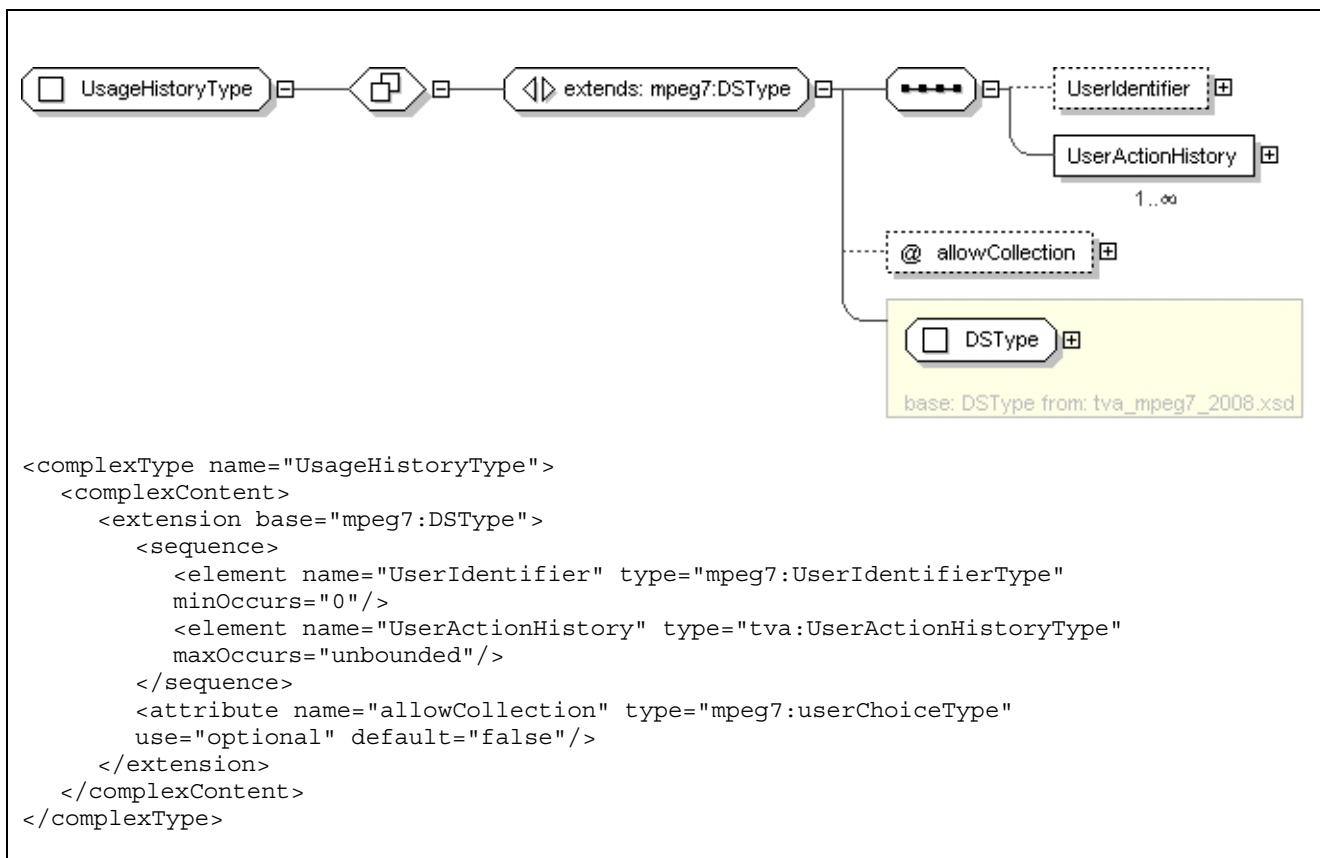 UsageHistoryType
extends: mpeg7:DSType
UserIdentifier
UserActionHistory
1..∞
@ allowCollection
DSType
base: DSType from: tva_mpeg7_2008.xsd
<complexType name="UsageHistoryType">
<complexContent>
<extension base="mpeg7:DSType">
<sequence>
<element name="UserIdentifier" type="mpeg7:UserIdentifierType"
minOccurs="0"/>
<element name="UserActionHistory" type="tva:UserActionHistoryType"
maxOccurs="unbounded"/>
</sequence>
<attribute name="allowCollection" type="mpeg7:userChoiceType"
use="optional" default="false"/>
</extension>
</complexContent>
</complexType>